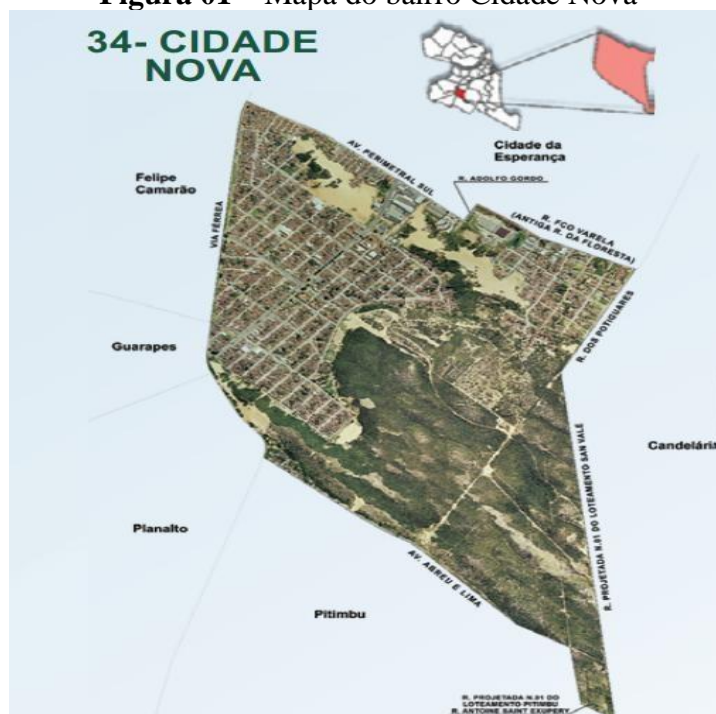 Figura 01 – Mapa do bairro Cidade Nova
34- CIDADE
NOVA
Cidade da
Esperança
Felipe
Camarão
AV. PERIMETRAL SUL
R. ADOLFO GORDO
R. FCO VARELA
(ANTIGA R. DA FLORESTA)
VIA FÉRREA
R. DOS POTIGUARES
Guarapes
Candelária
R. PROJETADA N.01 DO LOTEAMENTO SAN VALE
Planalto
AV. ABREU E LIMA
Pitimbu
R. PROJETADA N.01 DO
LOTEAMENTO PITIMBU
R. ANTOINE SAINT EXUPERY